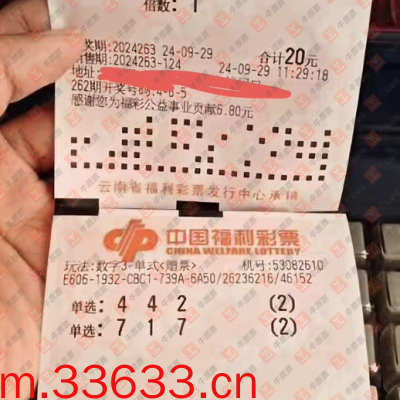 倍数: 1
奖期:2024263 24-09-29 合计20元
销售期:2024263-124 24-09-29 11:29:18
地址:
262期开奖号码:4-6-5
感谢您为福彩公益事业贡献6.80元
云南省福利彩票发行中心承销
中国福利彩票
CHINA WELFARE LOTTERY
玩法:数字3-单式<赠票> 机号:53082610
E606-1932-CBC1-739A-6A50/26236216/46152
单选: 4 4 2 (2)
单选: 7 1 7 (2)
m.33633.cn